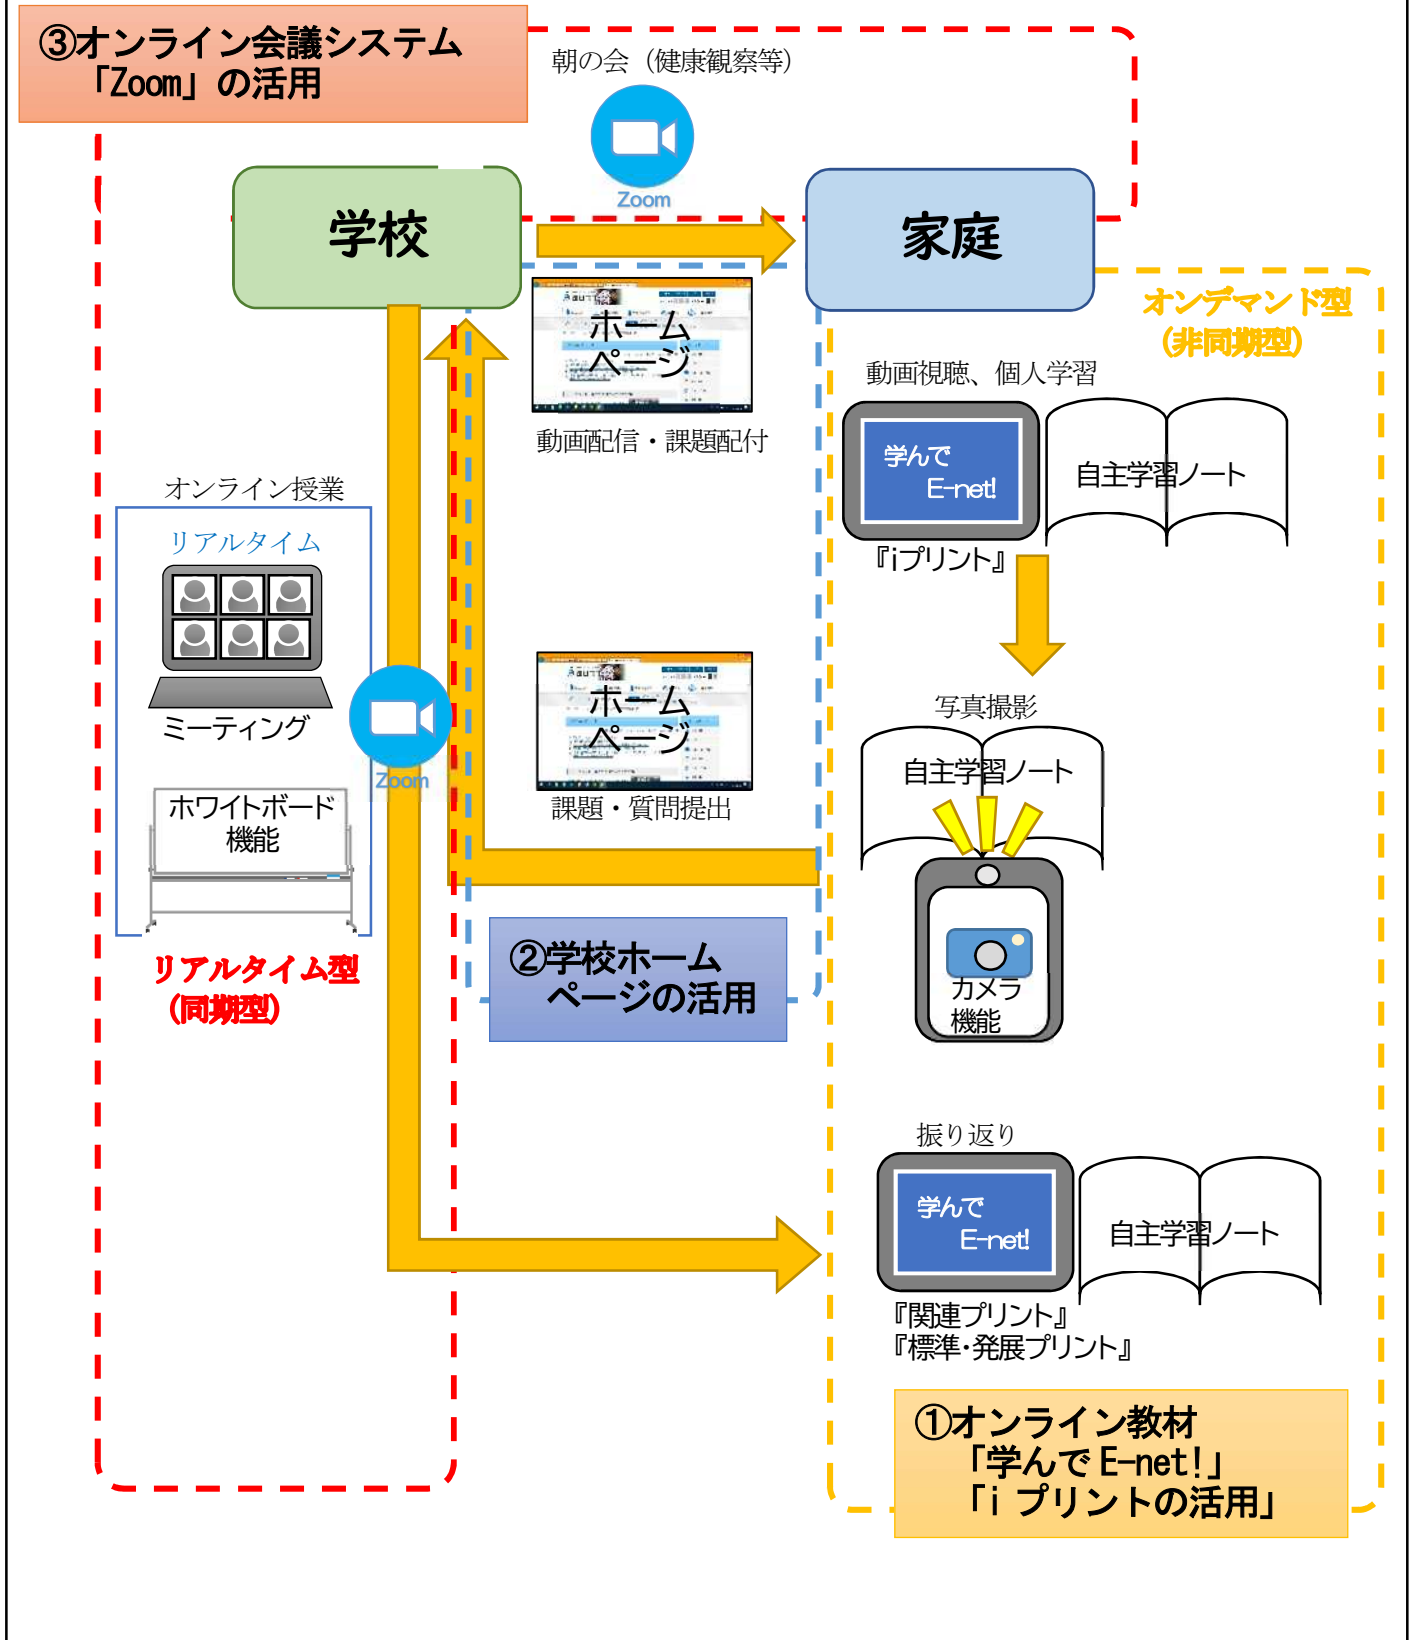 ③オンライン会議システム
「Zoom」の活用
朝の会（健康観察等）
Zoom
学校
家庭
オンデマンド型
(非同期型)
ホーム
ページ
動画配信・課題配付
動画視聴、個人学習
学んで
E-net!
自主学習ノート
『iプリント』
オンライン授業
リアルタイム
ミーティング
Zoom
ホワイトボード
機能
リアルタイム型
(同期型)
ホーム
ページ
課題・質問提出
写真撮影
自主学習ノート
カメラ
機能
②学校ホーム
ページの活用
振り返り
学んで
E-net!
自主学習ノート
『関連プリント』
『標準・発展プリント』
①オンライン教材
「学んでE-net!」
「i プリントの活用」